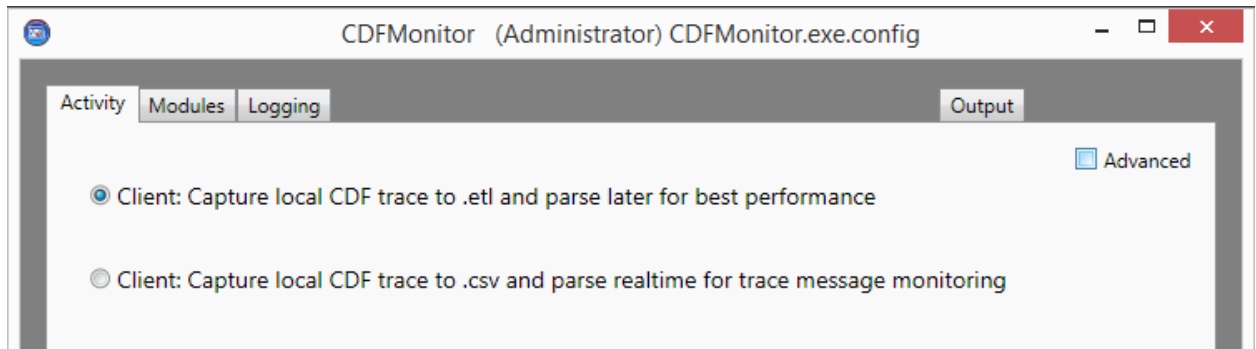 CDFMonitor (Administrator) CDFMonitor.exe.config
Activity Modules Logging Output
Advanced
Client: Capture local CDF trace to .etl and parse later for best performance
Client: Capture local CDF trace to .csv and parse realtime for trace message monitoring